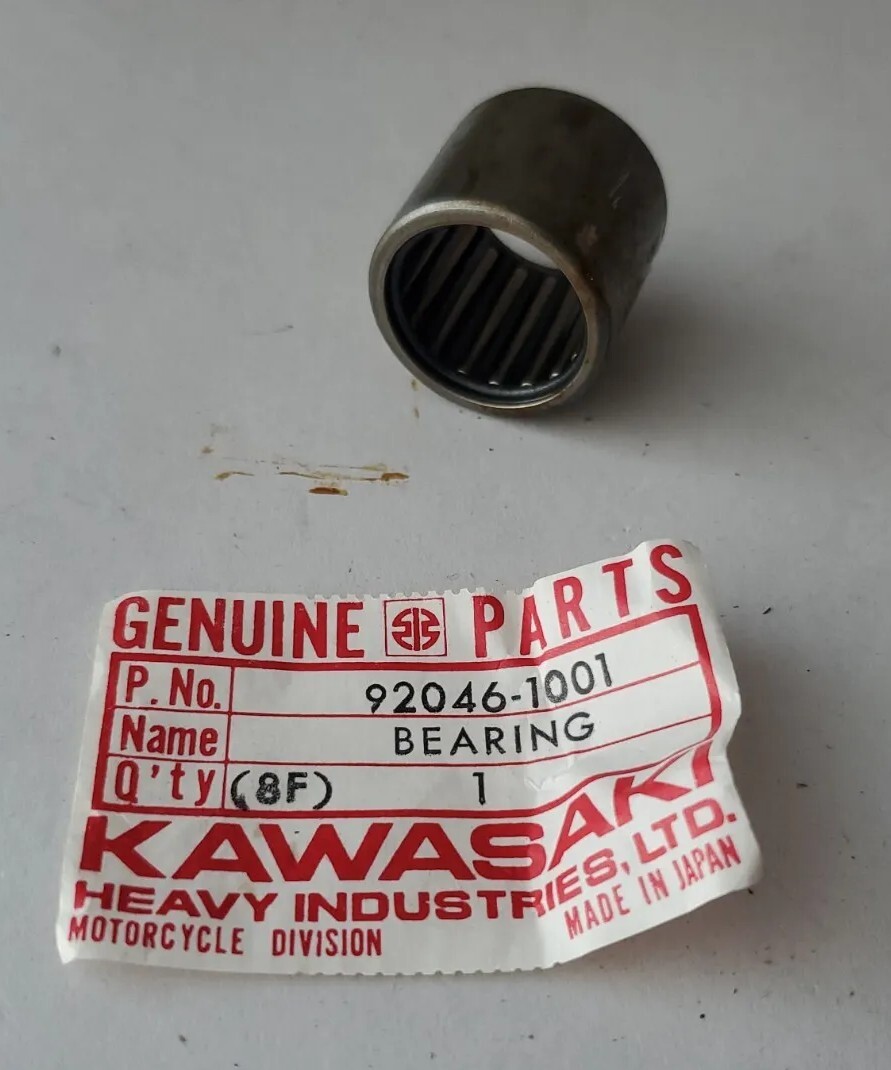 GENUINE PARTS
P.No. 92046-1001
Name BEARING
Q'ty (8F) 1
KAWASAKI
HEAVY INDUSTRIES, LTD.
MOTORCYCLE DIVISION MADE IN JAPAN